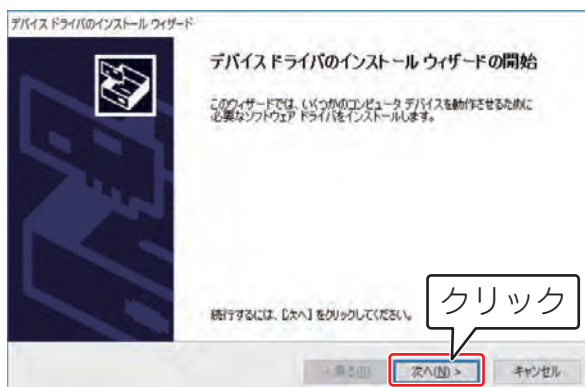 デバイス ドライバのインストール ウィザード
デバイス ドライバのインストール ウィザードの開始
このウィザードでは、いくつかのコンピュータ デバイスを動作させるために
必要なソフトウェア ドライバをインストールします。
クリック
続行するには、[次へ] をクリックしてください。
< 戻る(B)
次へ(N) >
キャンセル